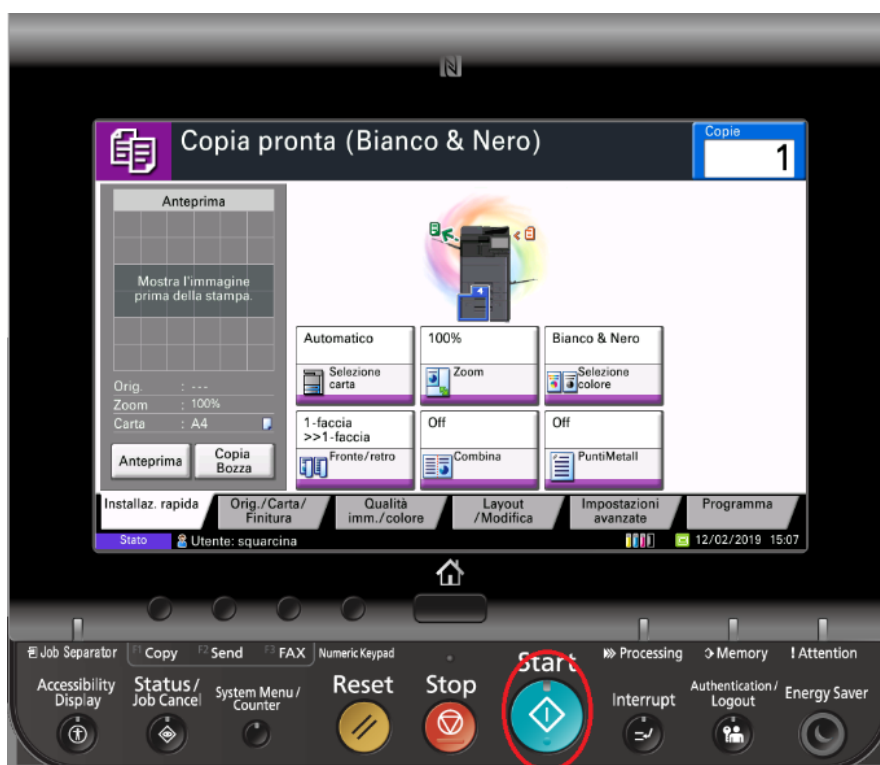 Copia pronta (Bianco & Nero)
Copie
1
Anteprima
Mostra l'immagine
prima della stampa.
Orig. : ---
Zoom : 100%
Carta : A4
Anteprima
Copia
Bozza
4
Automatico
Selezione
carta
100%
Zoom
Bianco & Nero
Selezione
colore
1-faccia
>>1-faccia
Fronte/retro
Off
Combina
Off
PuntiMetall
Installaz. rapida
Orig./Carta/
Finitura
Qualità
imm./colore
Layout
/Modifica
Impostazioni
avanzate
Programma
Stato
Utente: squarcina
12/02/2019 15:07
Job Separator
F1 Copy
F2 Send
F3 FAX
Numeric Keypad
Processing
Memory
! Attention
Accessibility
Display
Status/
Job Cancel
System Menu/
Counter
Reset
Stop
Start
Interrupt
Authentication/
Logout
Energy Saver